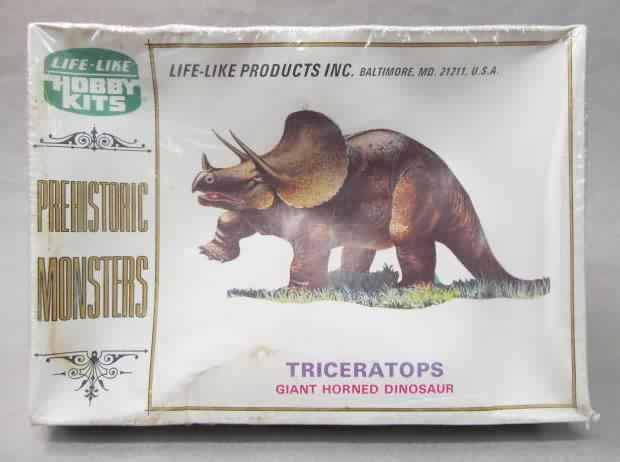 LIFE-LIKE
HOBBY
KITS
LIFE-LIKE PRODUCTS INC. BALTIMORE, MD. 21211, U.S.A.
PREHISTORIC
MONSTERS
TRICERATOPS
GIANT HORNED DINOSAUR